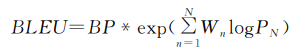 BLEU=BP * exp(∑_{n=1}^{N} W_n logP_N)